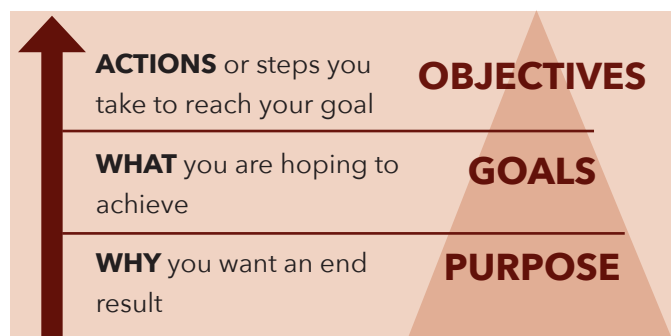 ACTIONS or steps you
take to reach your goal
OBJECTIVES
WHAT you are hoping to
achieve
GOALS
WHY you want an end
result
PURPOSE